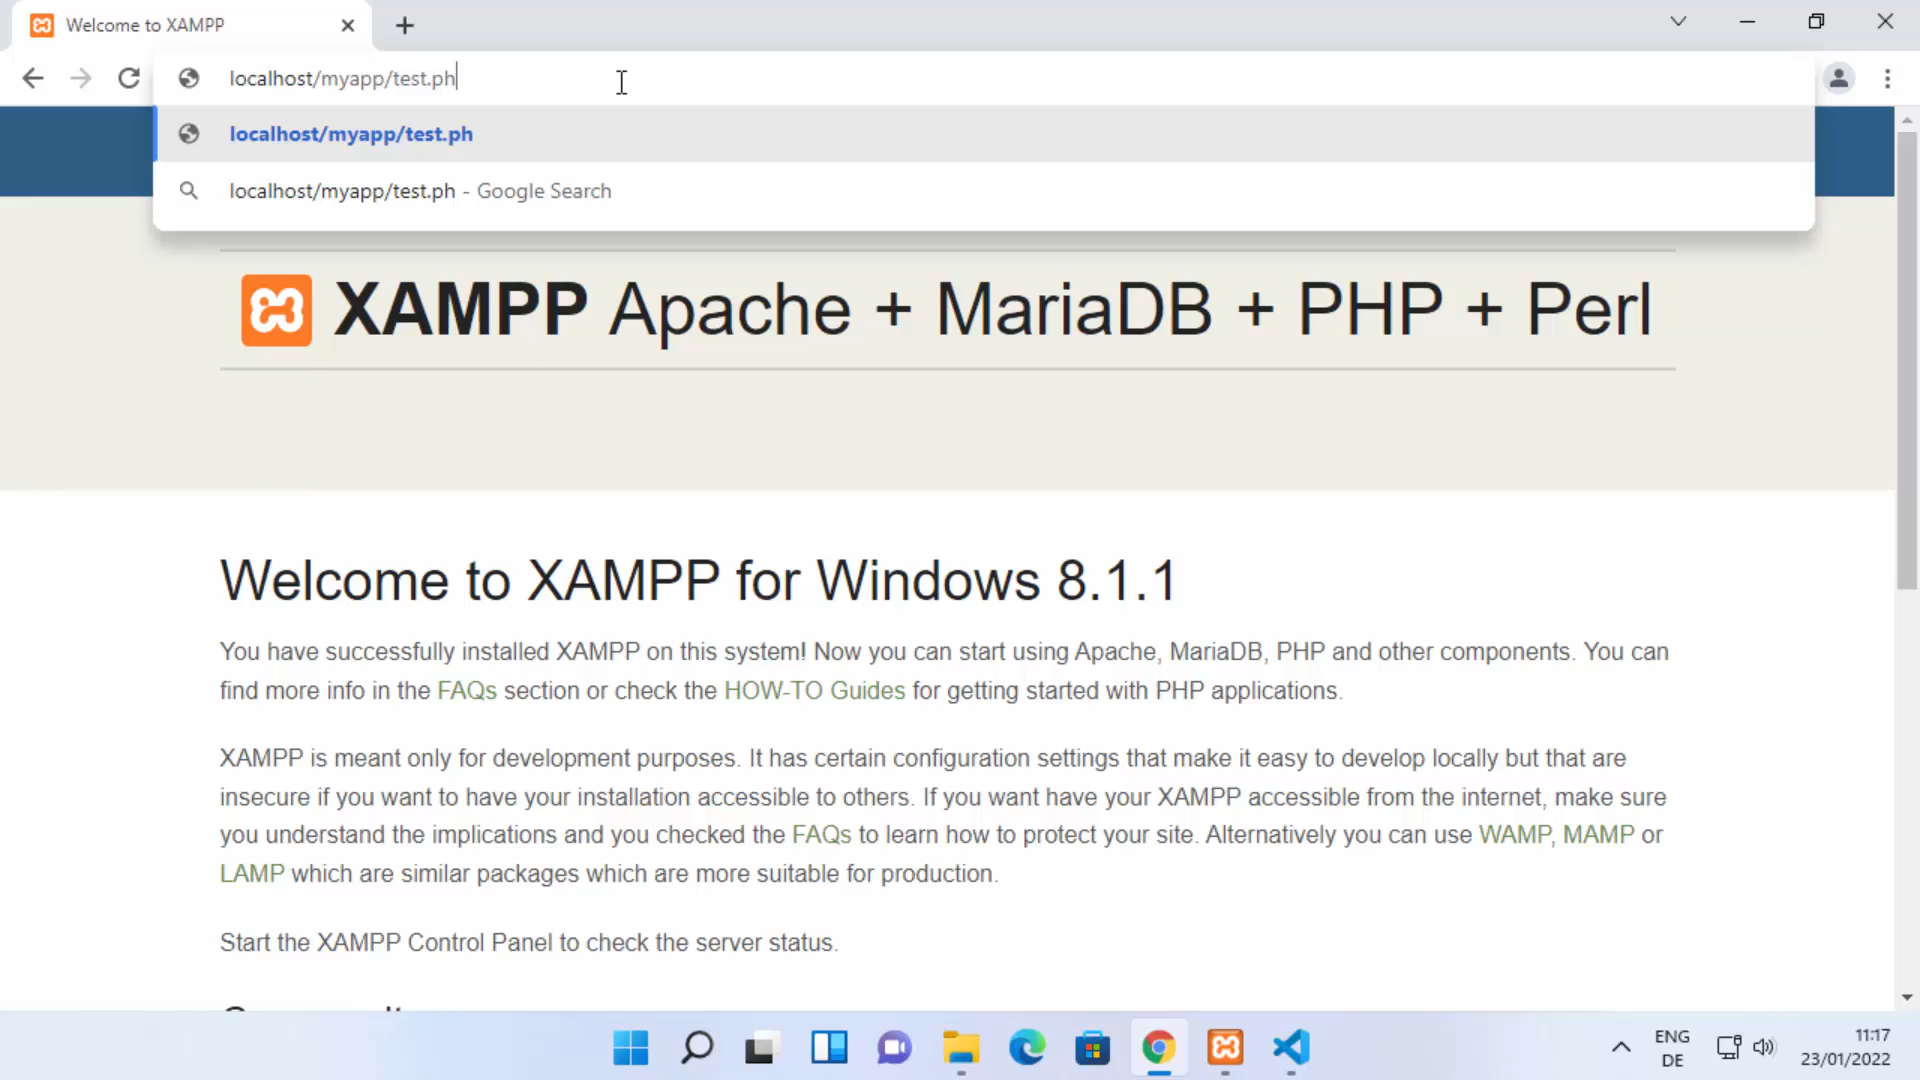 Welcome to XAMPP
localhost/myapp/test.ph
localhost/myapp/test.ph
localhost/myapp/test.ph - Google Search
XAMPP Apache + MariaDB + PHP + Perl
Welcome to XAMPP for Windows 8.1.1
You have successfully installed XAMPP on this system! Now you can start using Apache, MariaDB, PHP and other components. You can
find more info in the FAQs section or check the HOW-TO Guides for getting started with PHP applications.
XAMPP is meant only for development purposes. It has certain configuration settings that make it easy to develop locally but that are
insecure if you want to have your installation accessible to others. If you want have your XAMPP accessible from the internet, make sure
you understand the implications and you checked the FAQs to learn how to protect your site. Alternatively you can use WAMP, MAMP or
LAMP which are similar packages which are more suitable for production.
Start the XAMPP Control Panel to check the server status.
ENG
DE
11:17
23/01/2022